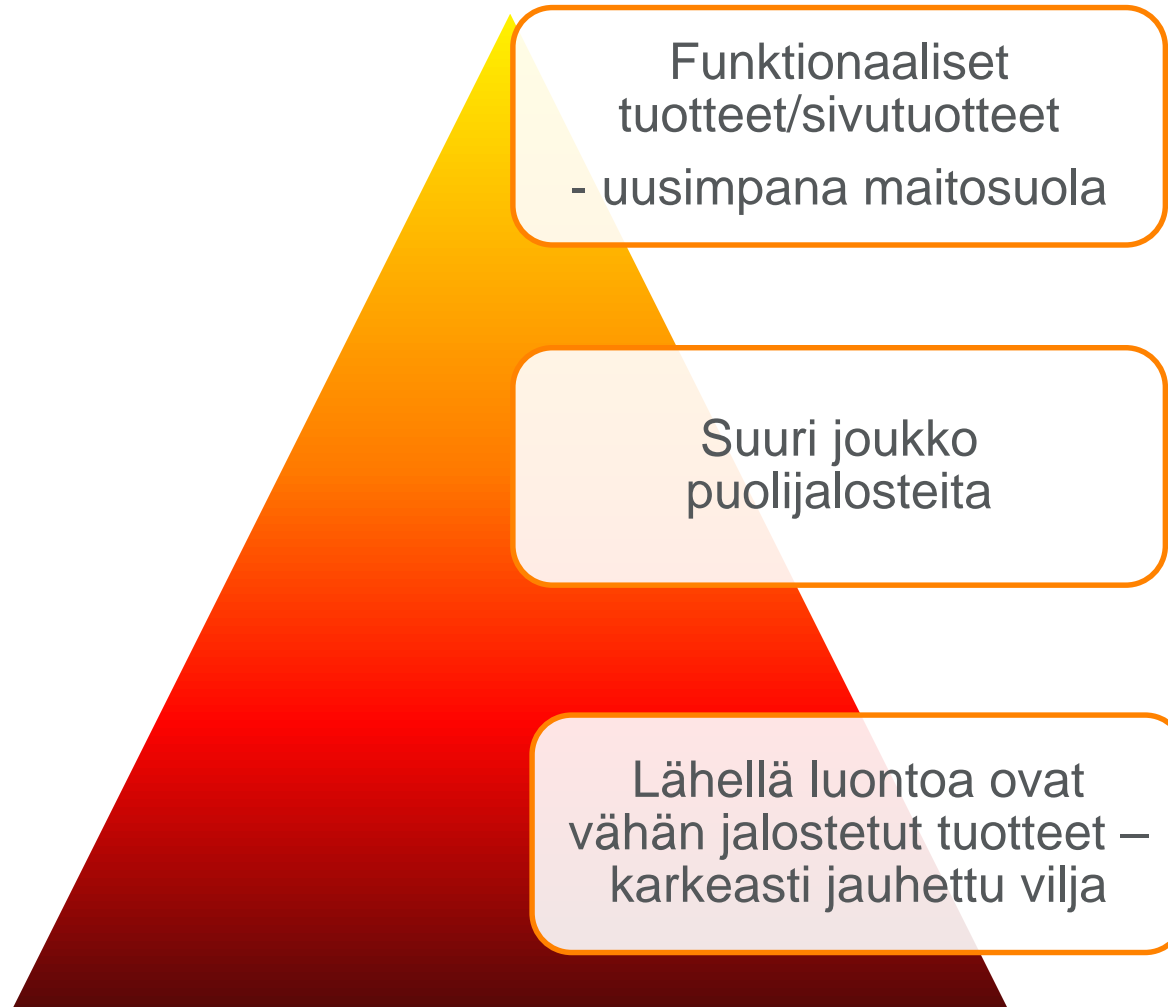 Funktionaaliset
tuotteet/sivutuotteet
- uusimpana maitosuola
Suuri joukko
puolijalosteita
Lähellä luontoa ovat
vähän jalostetut tuotteet –
karkeasti jauhettu vilja